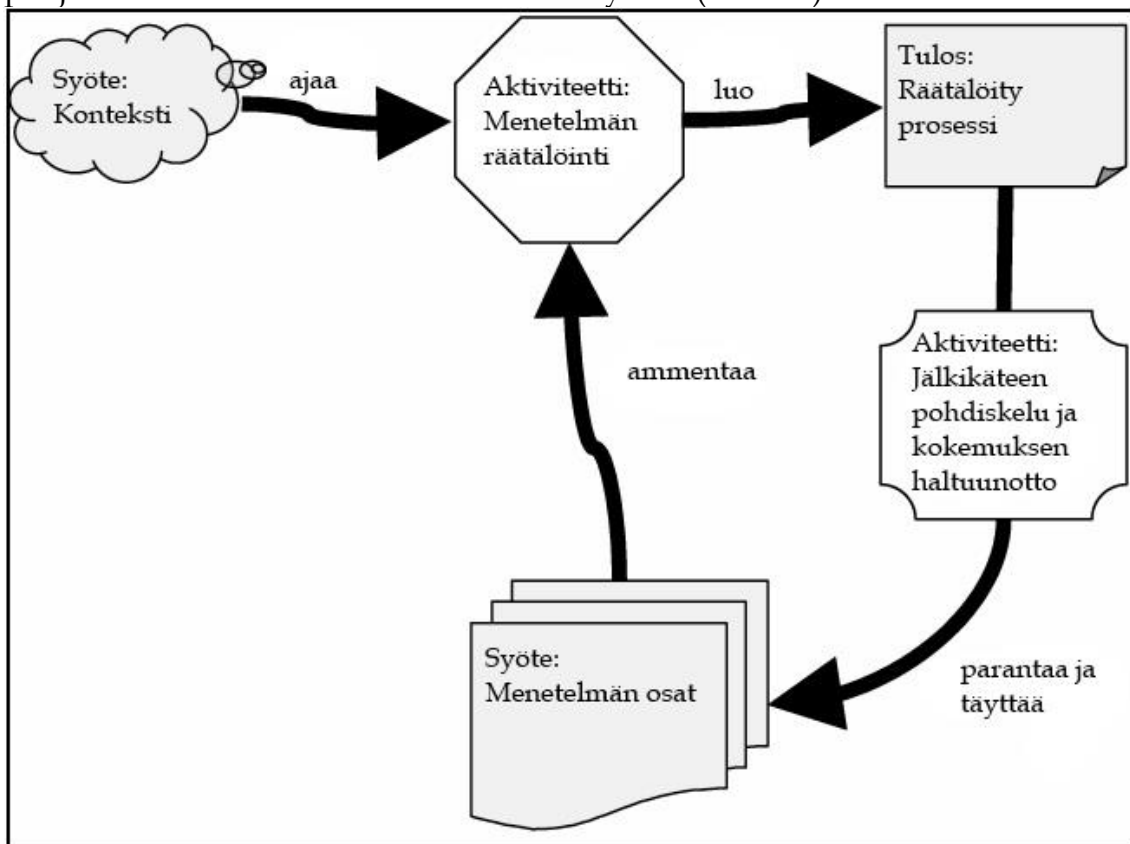 Syöte:
Konteksti
ajaa
Aktiviteetti:
Menetelmän
räätälöinti
luo
Tulos:
Räätälöity
prosessi
Aktiviteetti:
Jälkikäteen
pohdiskelu ja
kokemuksen
haltuunotto
ammentaa
Syöte:
Menetelmän osat
parantaa ja
täyttää